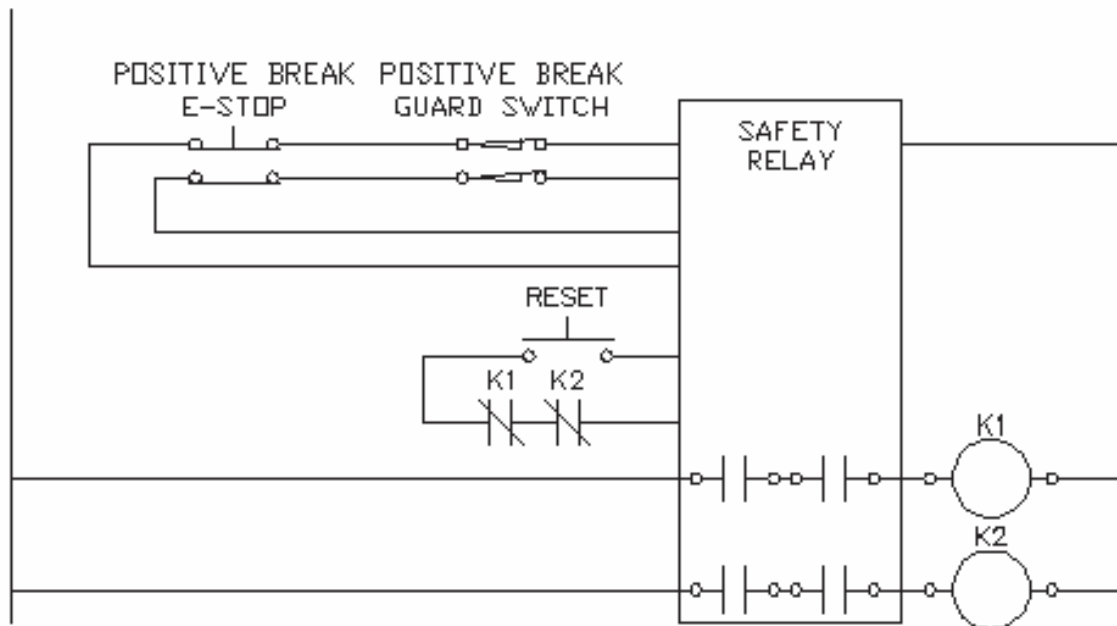 POSITIVE BREAK
E-STOP
POSITIVE BREAK
GUARD SWITCH
SAFETY
RELAY
RESET
K1
K2
K1
K2